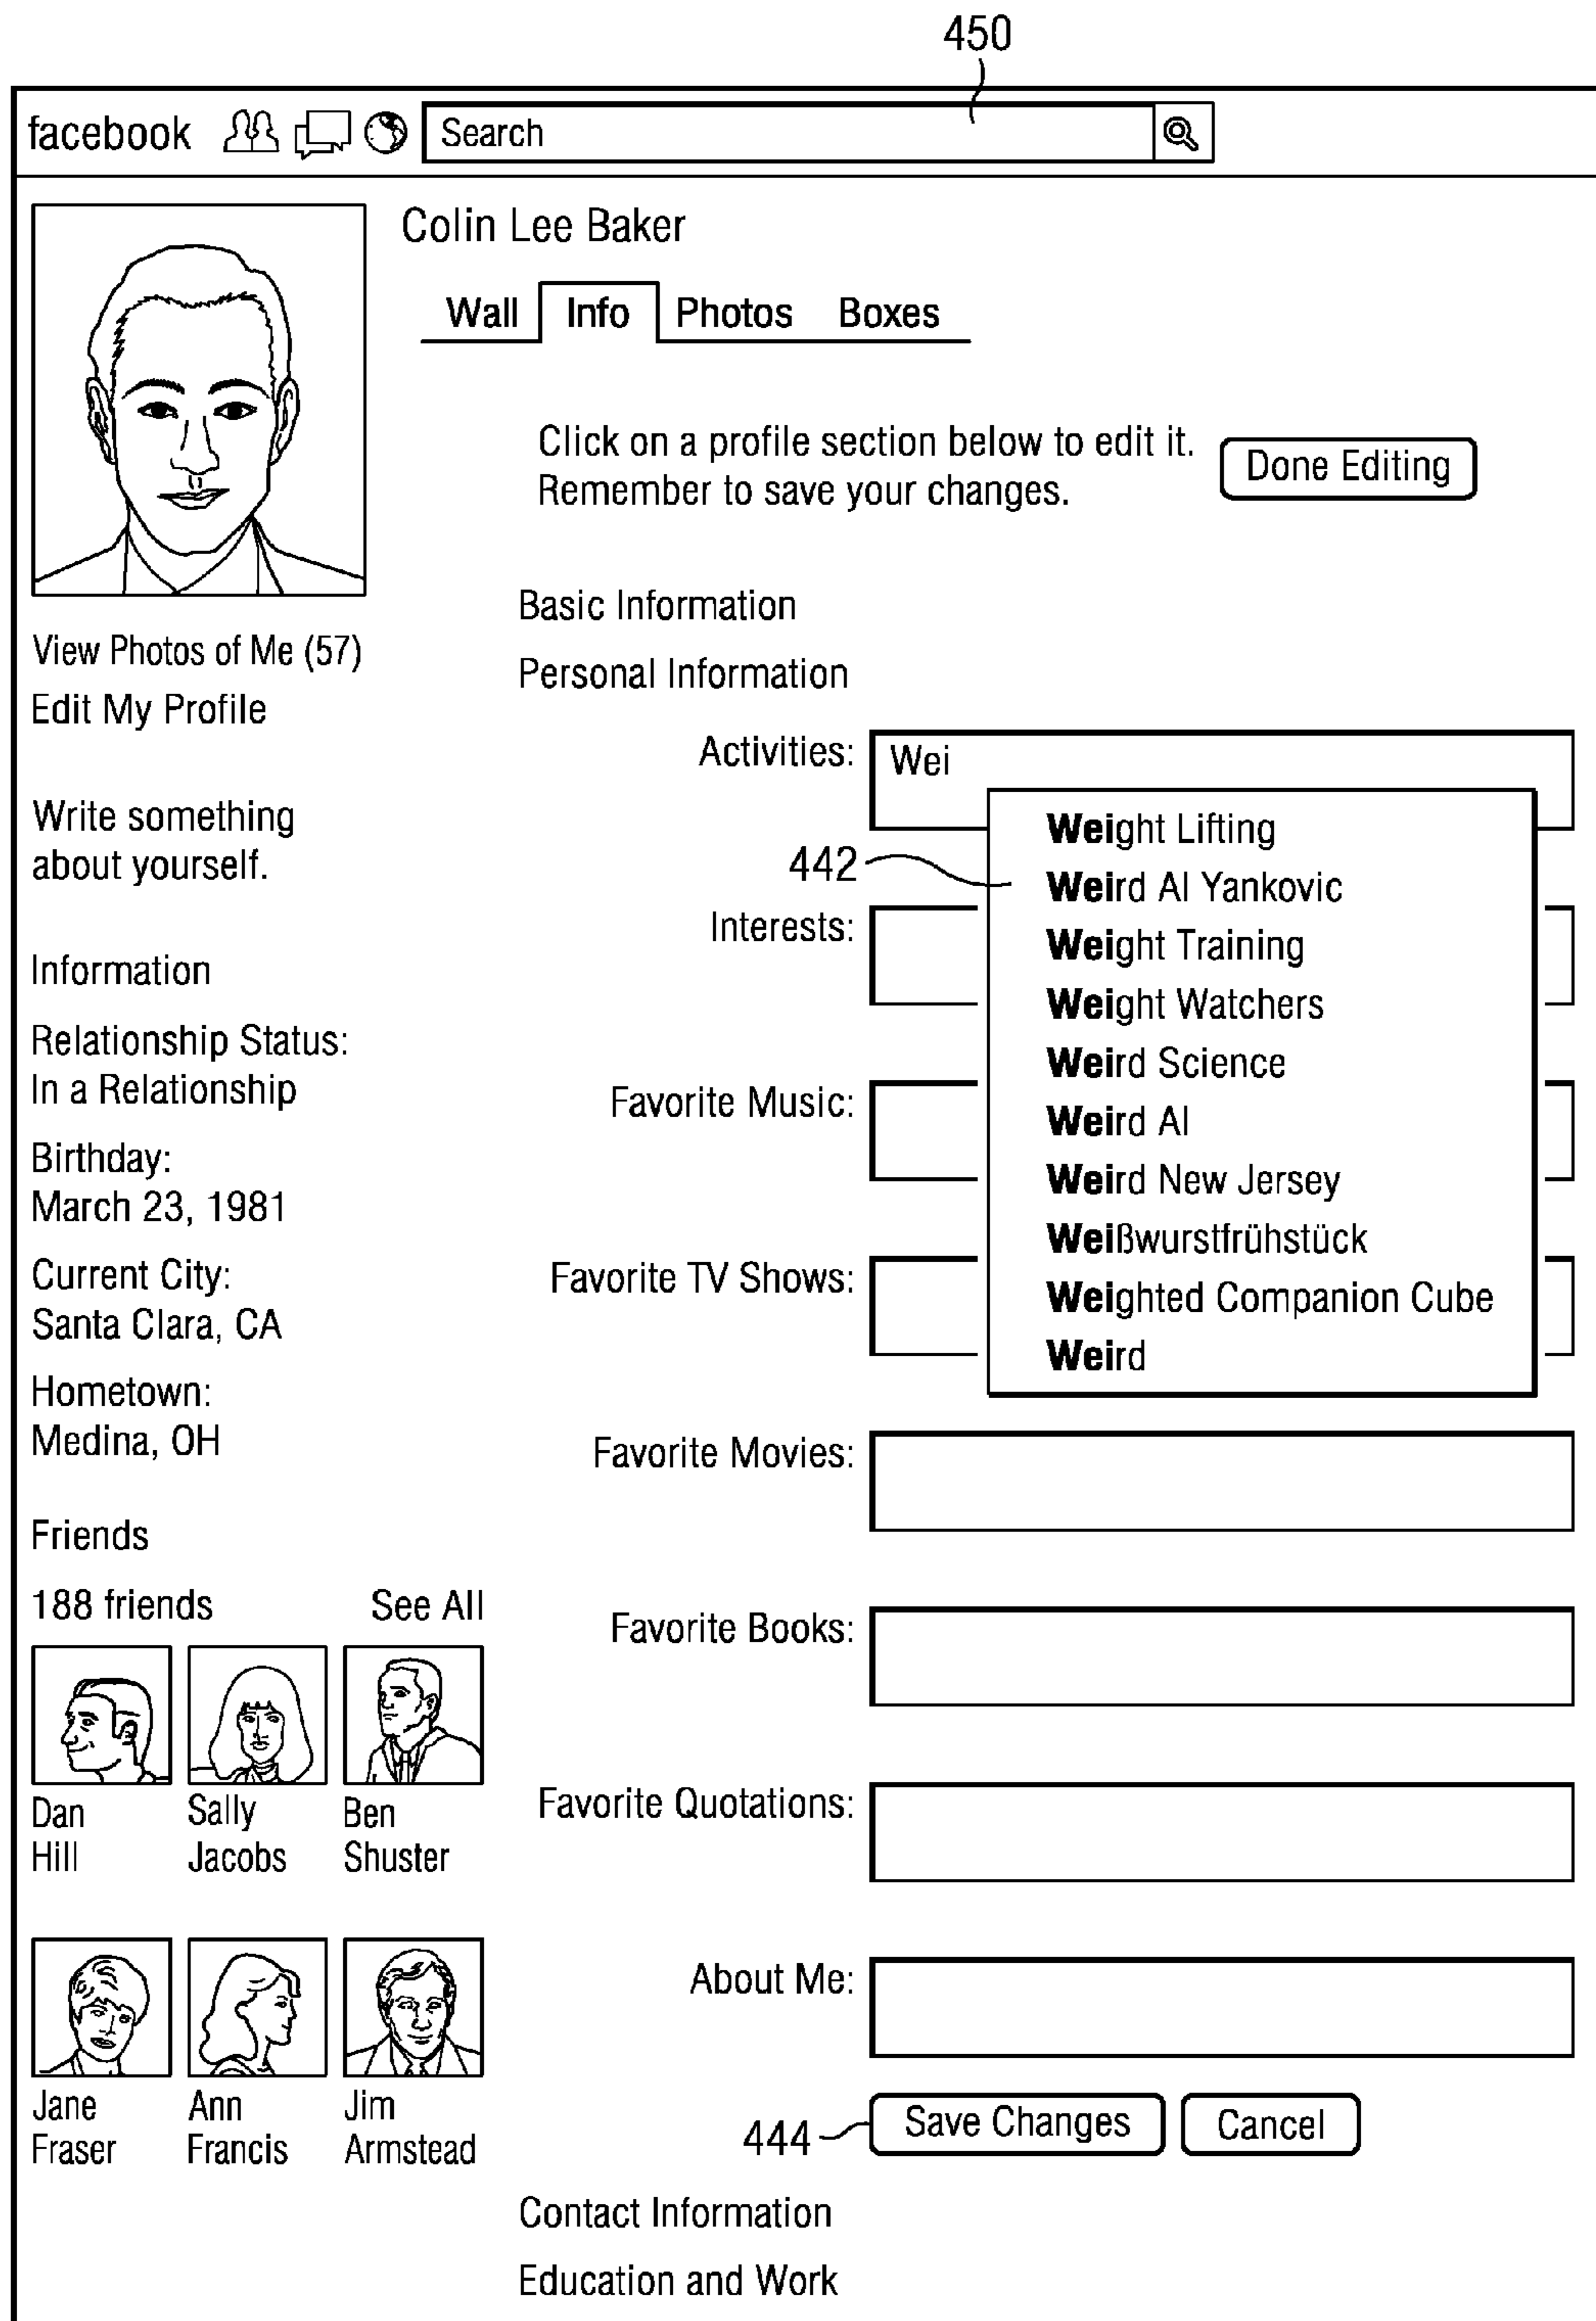 450
facebook
Search
Colin Lee Baker
Wall Info Photos Boxes
Click on a profile section below to edit it.
Remember to save your changes.
Done Editing
View Photos of Me (57)
Edit My Profile
Write something
about yourself.
Information
Relationship Status:
In a Relationship
Birthday:
March 23, 1981
Current City:
Santa Clara, CA
Hometown:
Medina, OH
Friends
188 friends See All
Dan
Hill
Sally
Jacobs
Ben
Shuster
Jane
Fraser
Ann
Francis
Jim
Armstead
Basic Information
Personal Information
Activities: Wei
442
Weight Lifting
Weird Al Yankovic
Weight Training
Weight Watchers
Weird Science
Weird Al
Weird New Jersey
Weißwurstfrühstück
Weighted Companion Cube
Weird
Interests:
Favorite Music:
Favorite TV Shows:
Favorite Movies:
Favorite Books:
Favorite Quotations:
About Me:
444
Save Changes Cancel
Contact Information
Education and Work